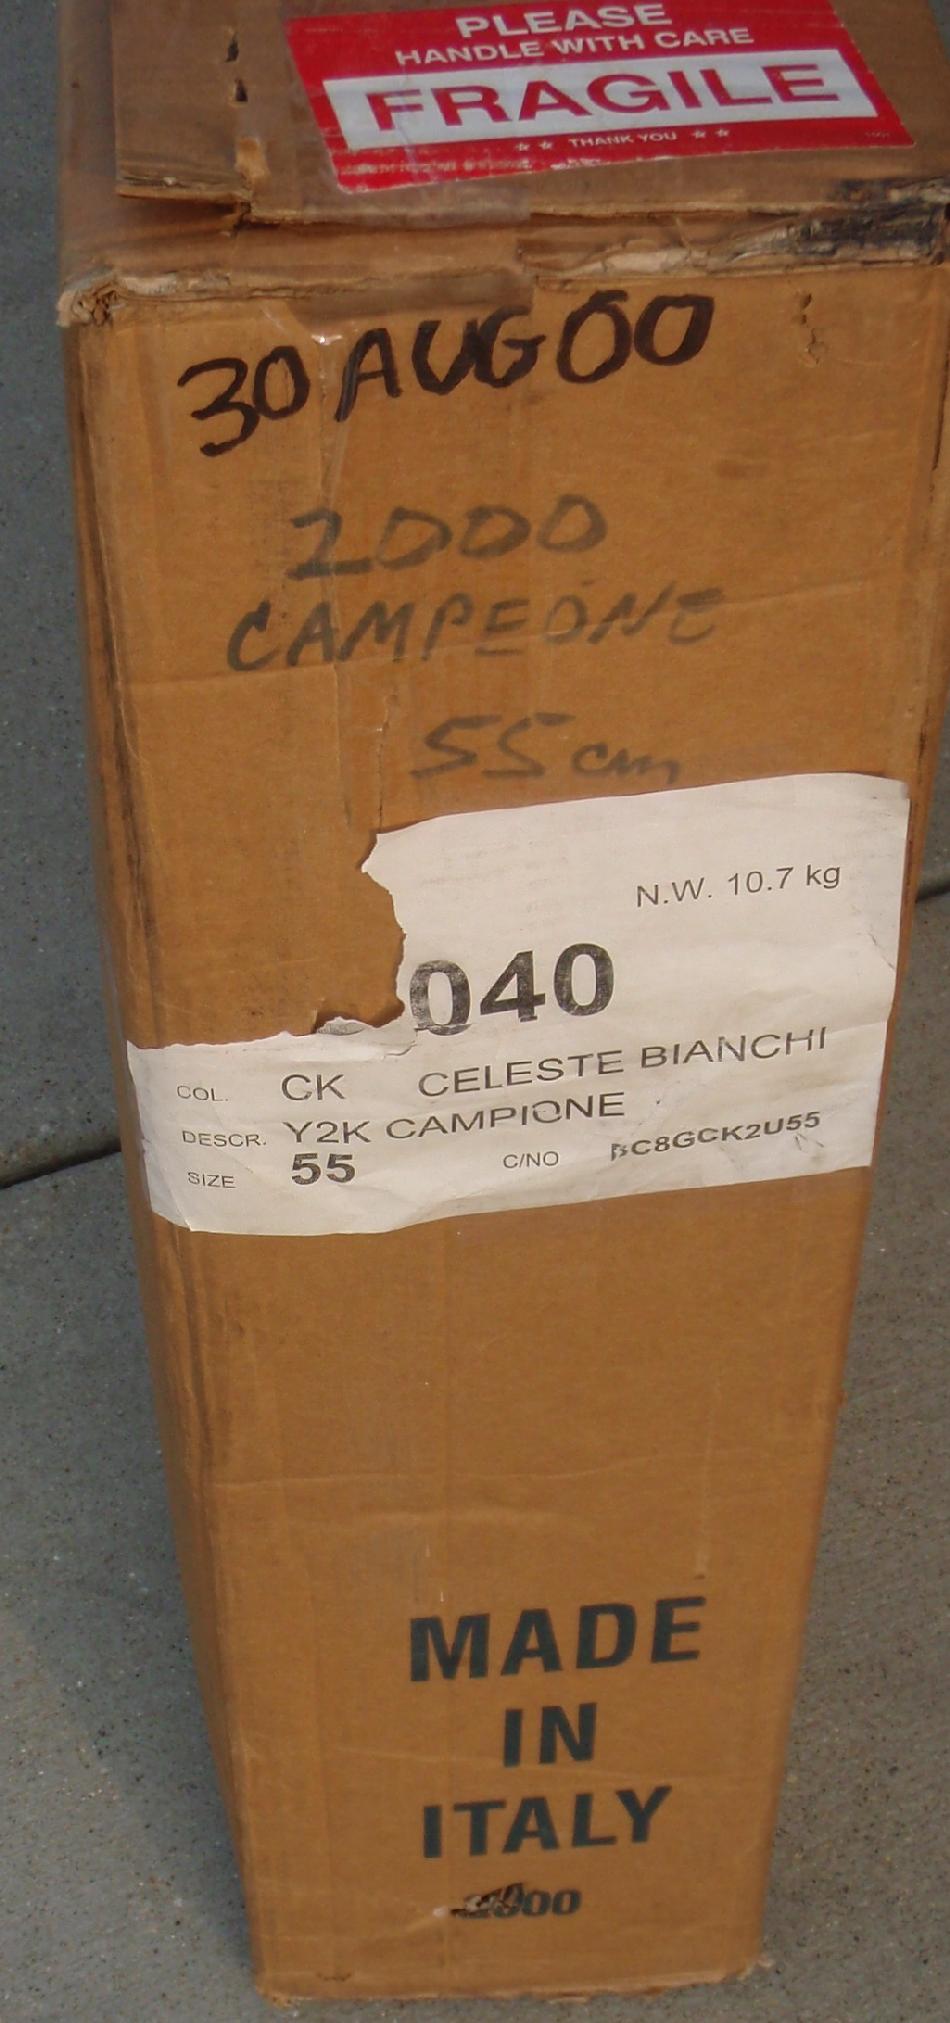 PLEASE
HANDLE WITH CARE
FRAGILE
★ ★ THANK YOU ★ ★
30 AUG 00
2000
CAMPEONE
55 cm
N.W. 10.7 kg
040
COL. CK CELESTE BIANCHI
DESCR. Y2K CAMPIONE
SIZE 55 C/NO BC8GCK2U55
MADE
IN
ITALY